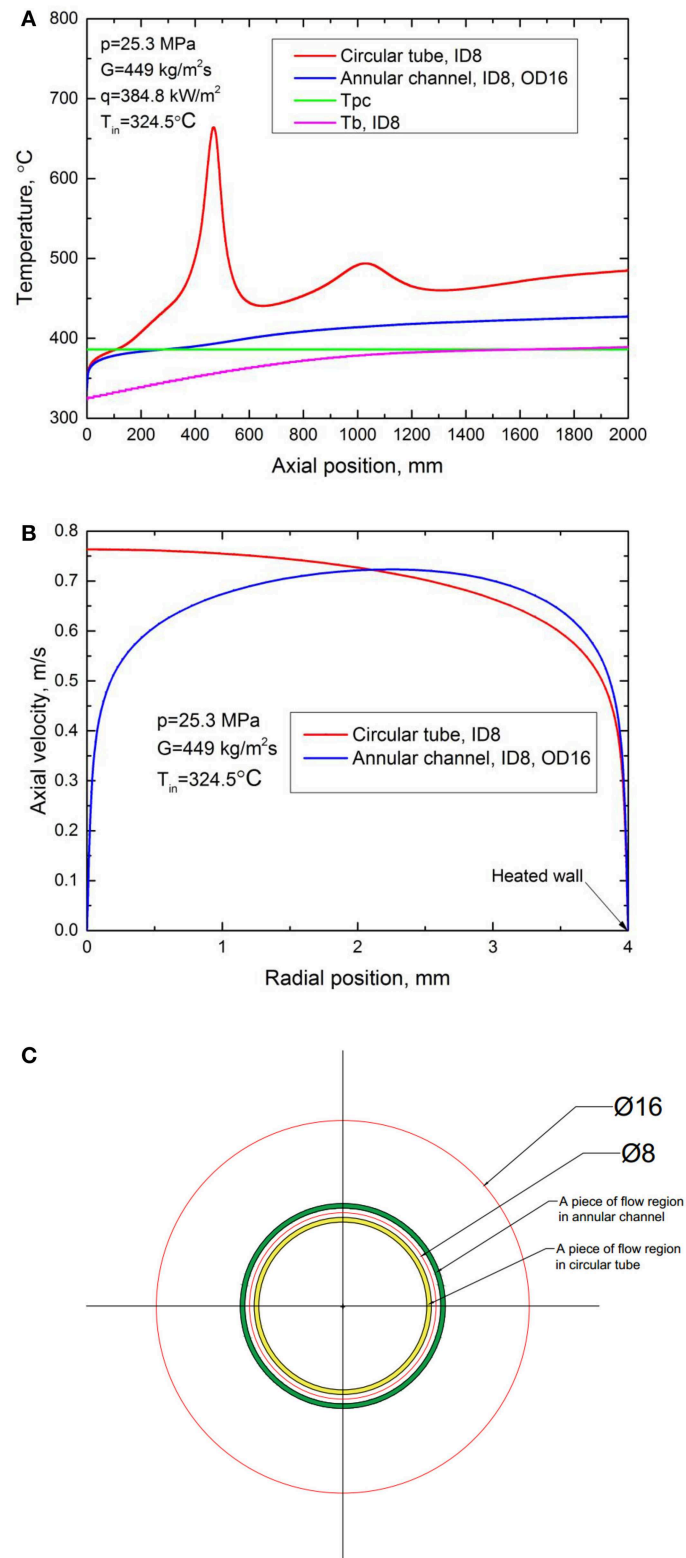 A
800
700
600
500
400
300
Temperature, °C
p=25.3 MPa
G=449 kg/m²s
q=384.8 kW/m²
Tin=324.5°C
Circular tube, ID8
Annular channel, ID8, OD16
Tpc
Tb, ID8
0 200 400 600 800 1000 1200 1400 1600 1800 2000
Axial position, mm
B
0.8
0.7
0.6
0.5
0.4
0.3
0.2
0.1
0.0
Axial velocity, m/s
p=25.3 MPa
G=449 kg/m²s
Tin=324.5°C
Circular tube, ID8
Annular channel, ID8, OD16
Heated wall
0 1 2 3 4
Radial position, mm
C
Ø16
Ø8
A piece of flow region
in annular channel
A piece of flow region
in circular tube